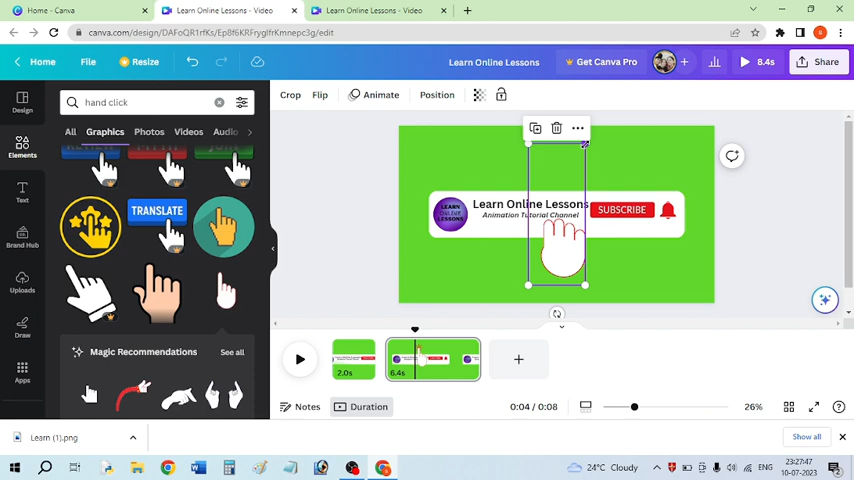 Home - Canva
Learn Online Lessons - Video
Learn Online Lessons - Video
canva.com/design/DAFoQR1rfKs/Ep8f6KRFryglfrKmnepc3g/edit
Home
File
Resize
Learn Online Lessons
Get Canva Pro
8.4s
Share
hand click
Crop
Flip
Animate
Position
Design
Elements
Text
Brand Hub
Uploads
Draw
Apps
All
Graphics
Photos
Videos
Audio
TRANSLATE
LEARN
ONLINE
LESSONS
Learn Online Lessons
Animation Tutorial Channel
SUBSCRIBE
Magic Recommendations
See all
2.0s
6.4s
Notes
Duration
0:04 / 0:08
26%
Learn (1).png
Show all
24°C Cloudy
ENG
23:27:47
10-07-2023
2